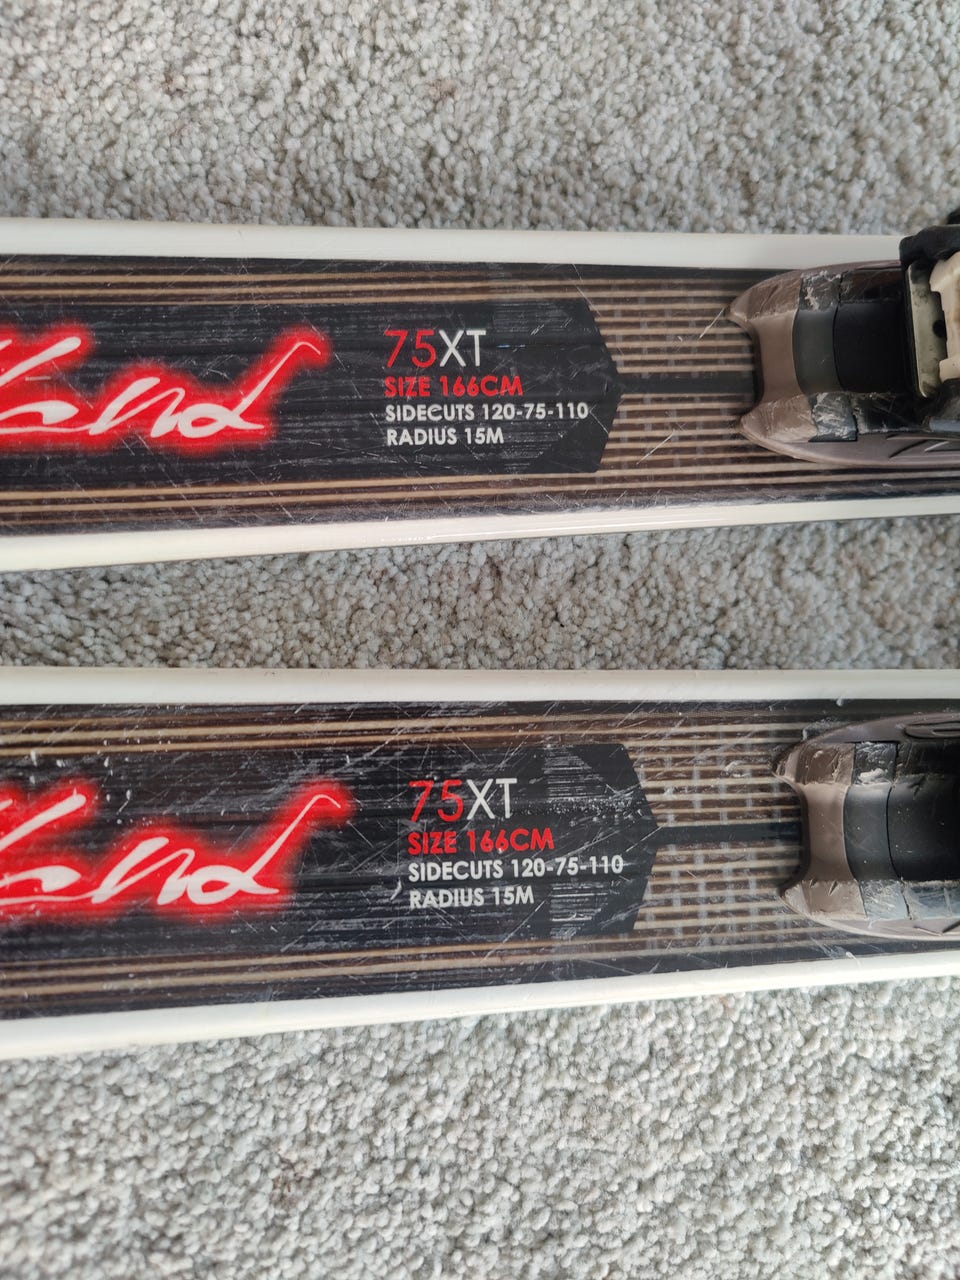 75XT
SIZE 166CM
SIDECUTS 120-75-110
RADIUS 15M
75XT
SIZE 166CM
SIDECUTS 120-75-110
RADIUS 15M